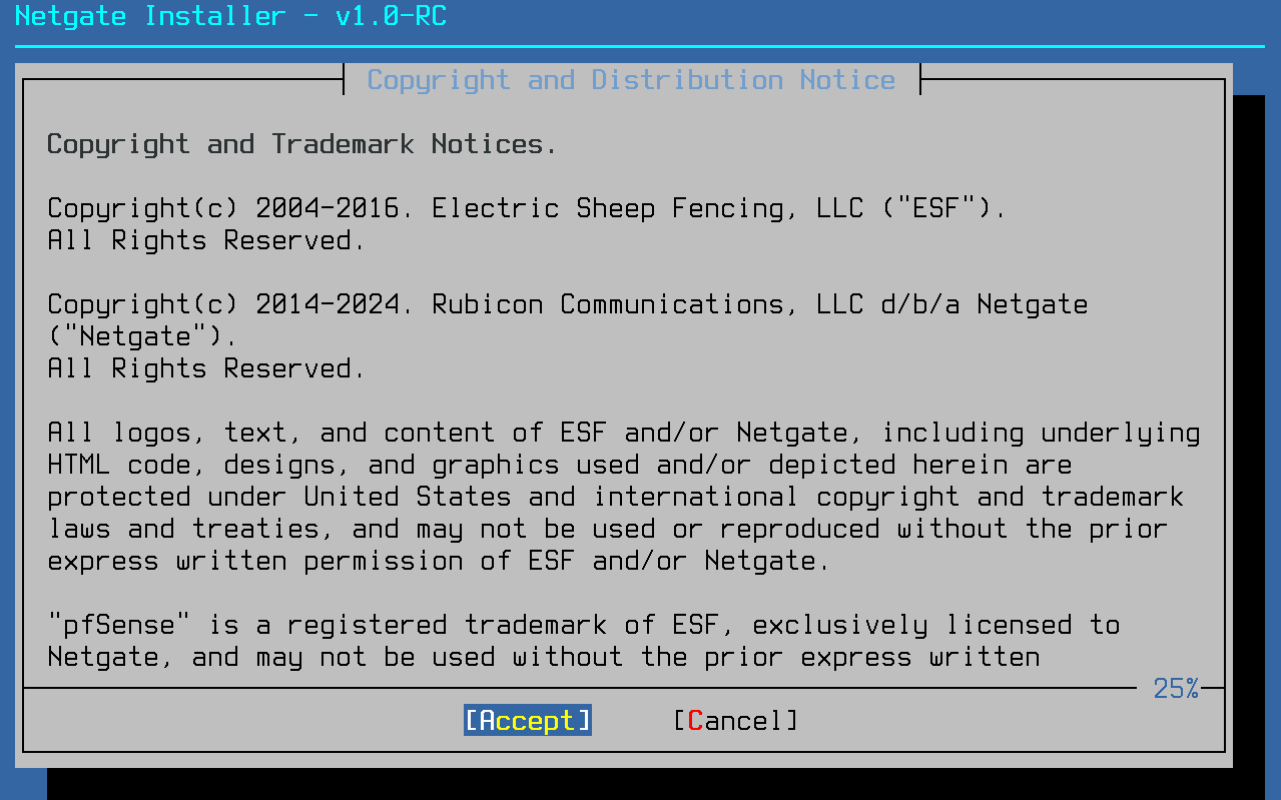 Netgate Installer - v1.0-RC
Copyright and Distribution Notice
Copyright and Trademark Notices.
Copyright(c) 2004-2016. Electric Sheep Fencing, LLC ("ESF").
All Rights Reserved.
Copyright(c) 2014-2024. Rubicon Communications, LLC d/b/a Netgate
("Netgate").
All Rights Reserved.
All logos, text, and content of ESF and/or Netgate, including underlying
HTML code, designs, and graphics used and/or depicted herein are
protected under United States and international copyright and trademark
laws and treaties, and may not be used or reproduced without the prior
express written permission of ESF and/or Netgate.
"pfSense" is a registered trademark of ESF, exclusively licensed to
Netgate, and may not be used without the prior express written
25%
[Accept] [Cancel]